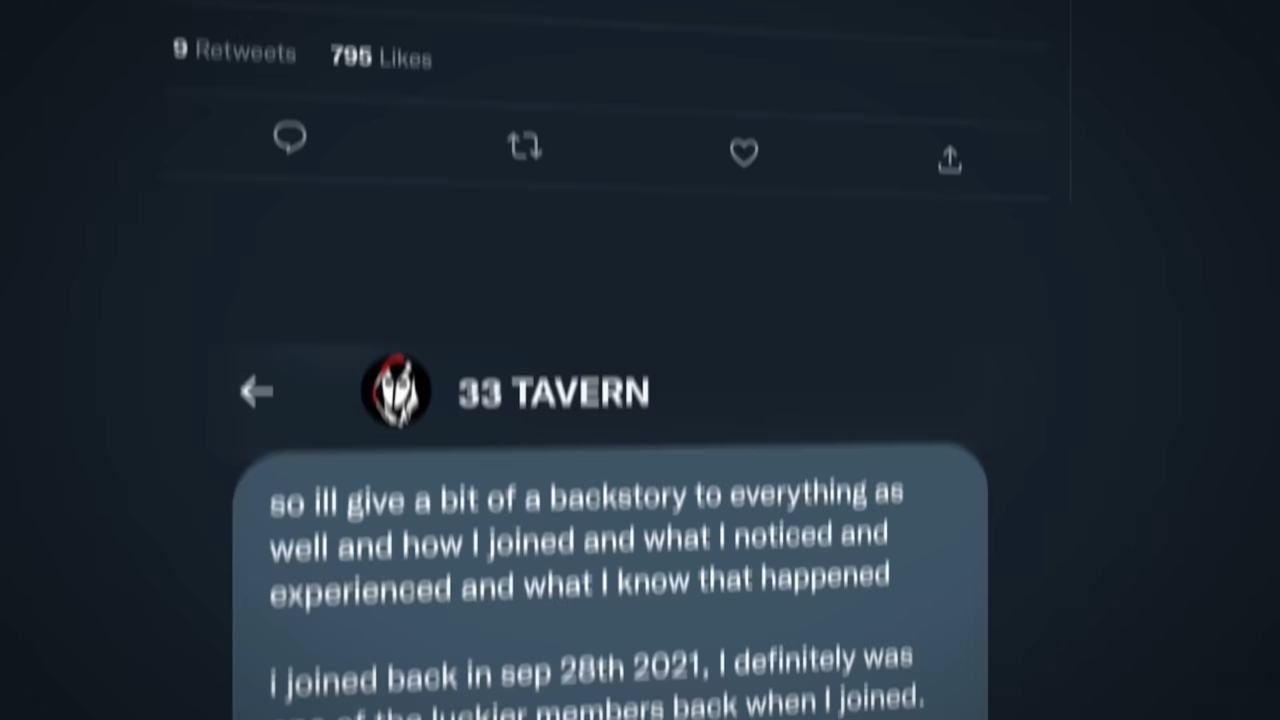 9 Retweets 795 Likes
33 TAVERN
so ill give a bit of a backstory to everything as
well and how I joined and what I noticed and
experienced and what I know that happened
i joined back in sep 28th 2021, I definitely was
one of the luckier members back when I joined.